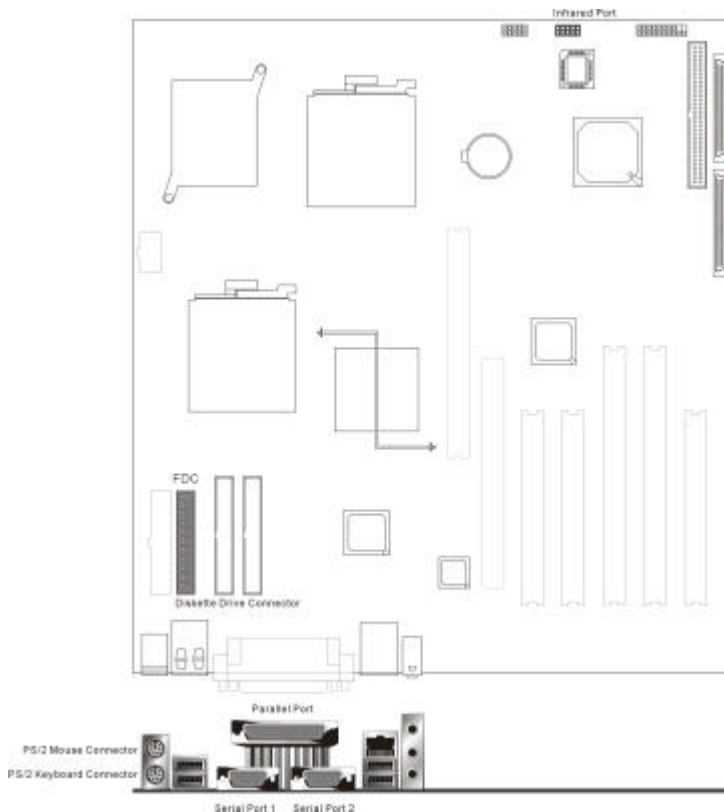 Infrared Port
FDC
Diskette Drive Connector
Parallel Port
PS/2 Mouse Connector
PS/2 Keyboard Connector
Serial Port 1 Serial Port 2